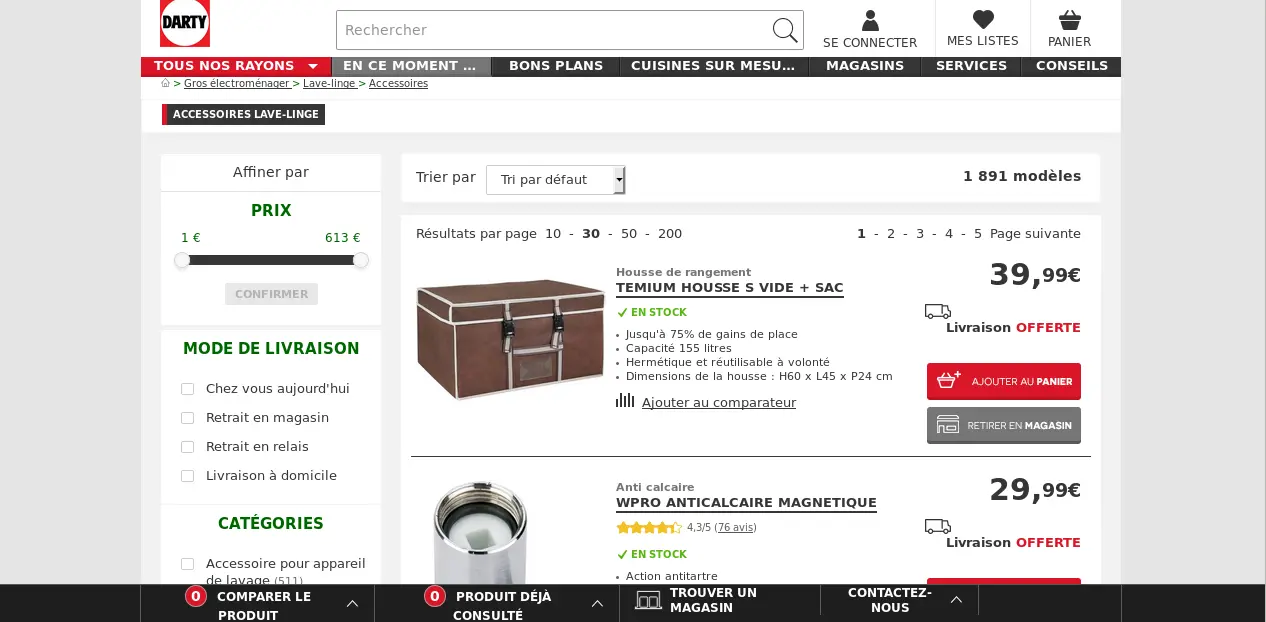 DARTY
Rechercher
SE CONNECTER
MES LISTES
PANIER
TOUS NOS RAYONS
EN CE MOMENT ...
BONS PLANS
CUISINES SUR MESU...
MAGASINS
SERVICES
CONSEILS
> Gros électroménager > Lave-linge > Accessoires
ACCESSOIRES LAVE-LINGE
Affiner par
PRIX
1 € 613 €
CONFIRMER
MODE DE LIVRAISON
Chez vous aujourd'hui
Retrait en magasin
Retrait en relais
Livraison à domicile
CATÉGORIES
Accessoire pour appareil
de lavage (511)
Trier par Tri par défaut
1 891 modèles
Résultats par page 10 - 30 - 50 - 200
1 - 2 - 3 - 4 - 5 Page suivante
Housse de rangement
TEMIUM HOUSSE S VIDE + SAC
EN STOCK
• Jusqu'à 75% de gains de place
• Capacité 155 litres
• Hermétique et réutilisable à volonté
• Dimensions de la housse : H60 x L45 x P24 cm
Ajouter au comparateur
39,99€
Livraison OFFERTE
AJOUTER AU PANIER
RETIRER EN MAGASIN
Anti calcaire
WPRO ANTICALCAIRE MAGNETIQUE
4,3/5 (76 avis)
EN STOCK
• Action antitartre
29,99€
Livraison OFFERTE
0 COMPARER LE
PRODUIT
0 PRODUIT DÉJÀ
CONSULTÉ
TROUVER UN
MAGASIN
CONTACTEZ-
NOUS